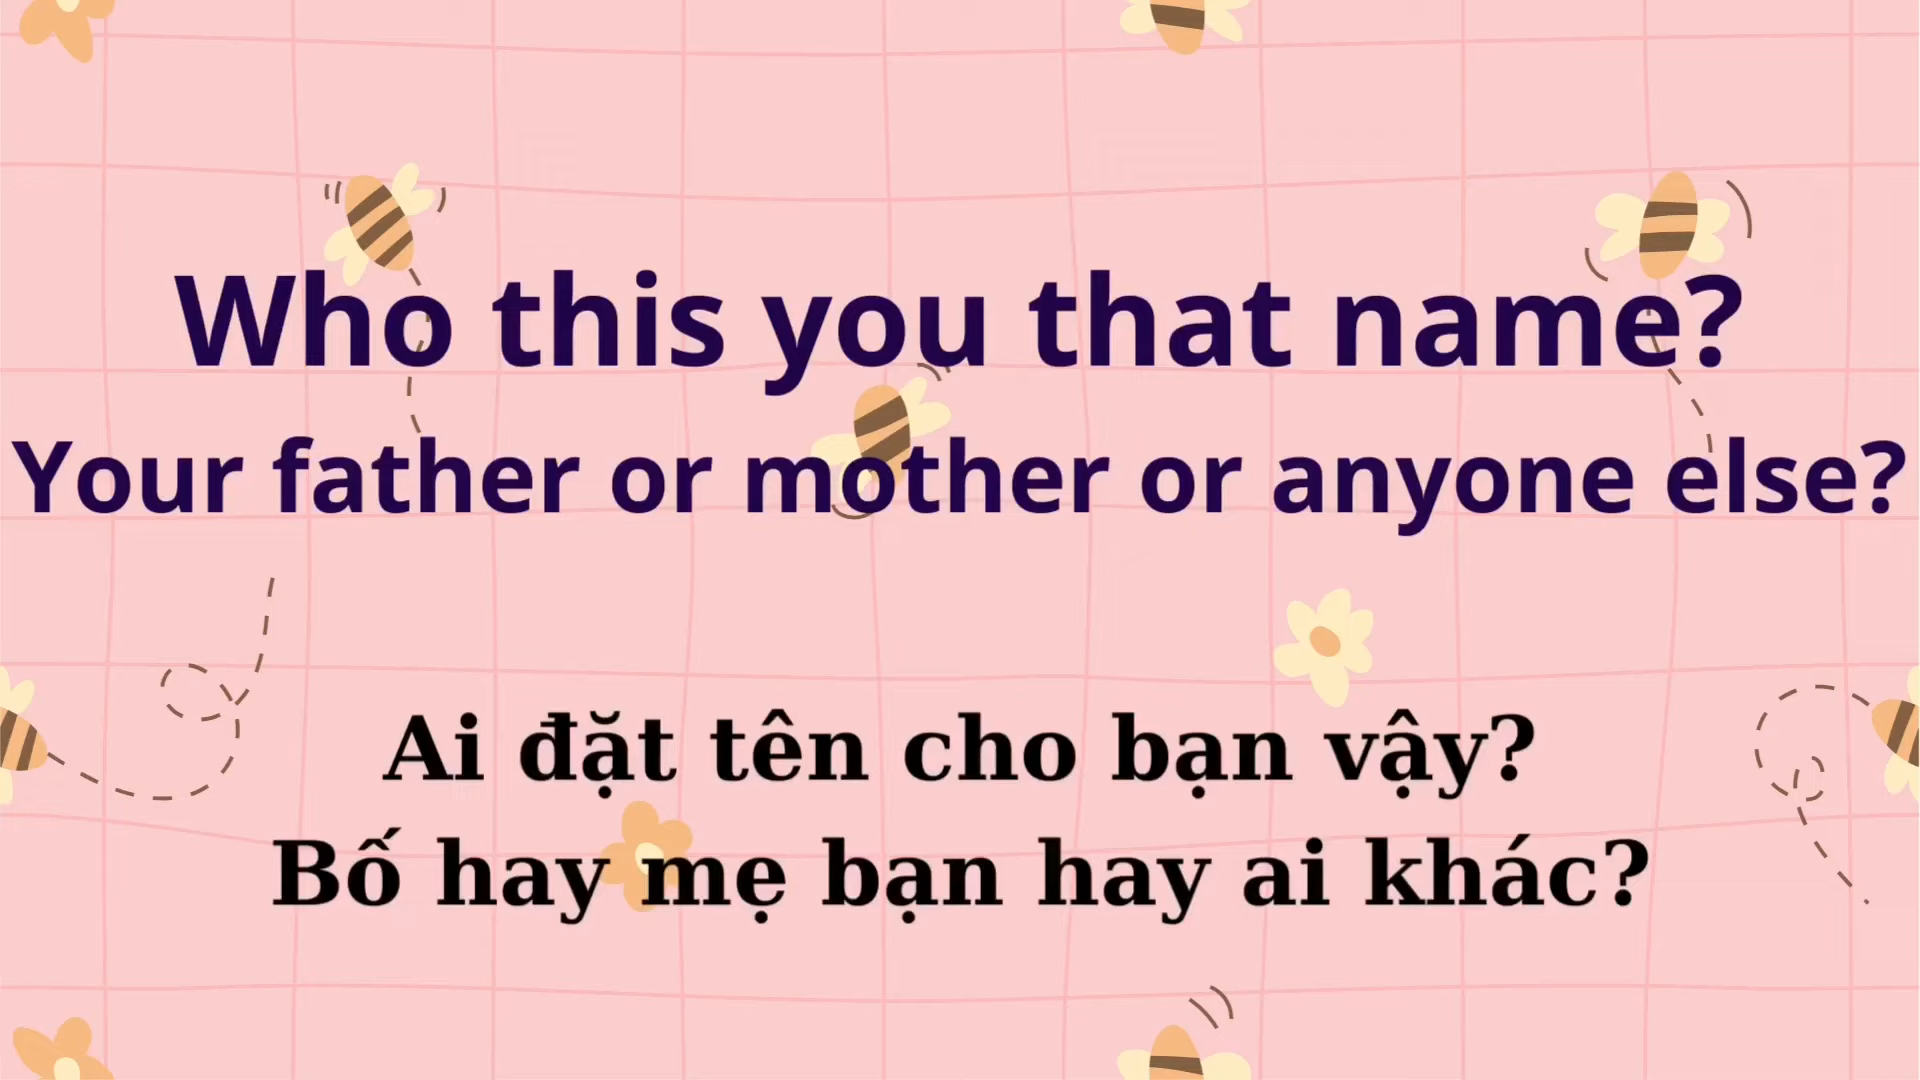 Who this you that name?
Your father or mother or anyone else?
Ai đặt tên cho bạn vậy?
Bố hay mẹ bạn hay ai khác?